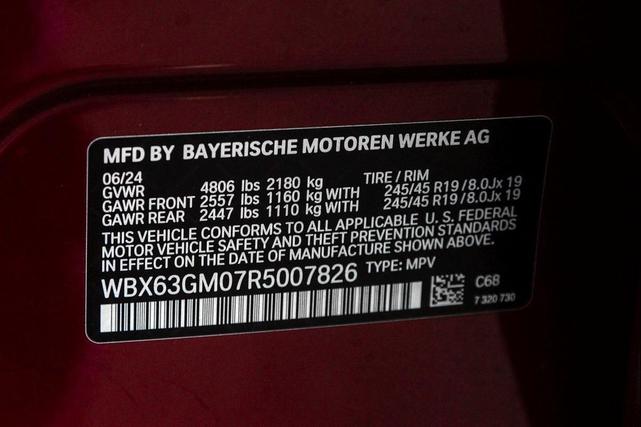 MFD BY BAYERISCHE MOTOREN WERKE AG
06/24 TIRE / RIM
GVWR 4806 lbs 2180 kg
GAWR FRONT 2557 lbs 1160 kg WITH 245/45 R19 / 8.0Jx 19
GAWR REAR 2447 lbs 1110 kg WITH 245/45 R19 / 8.0Jx 19
THIS VEHICLE CONFORMS TO ALL APPLICABLE U. S. FEDERAL
MOTOR VEHICLE SAFETY AND THEFT PREVENTION STANDARDS
IN EFFECT ON THE DATE OF MANUFACTURE SHOWN ABOVE.
WBX63GM07R5007826 TYPE: MPV
C68
7 320 730